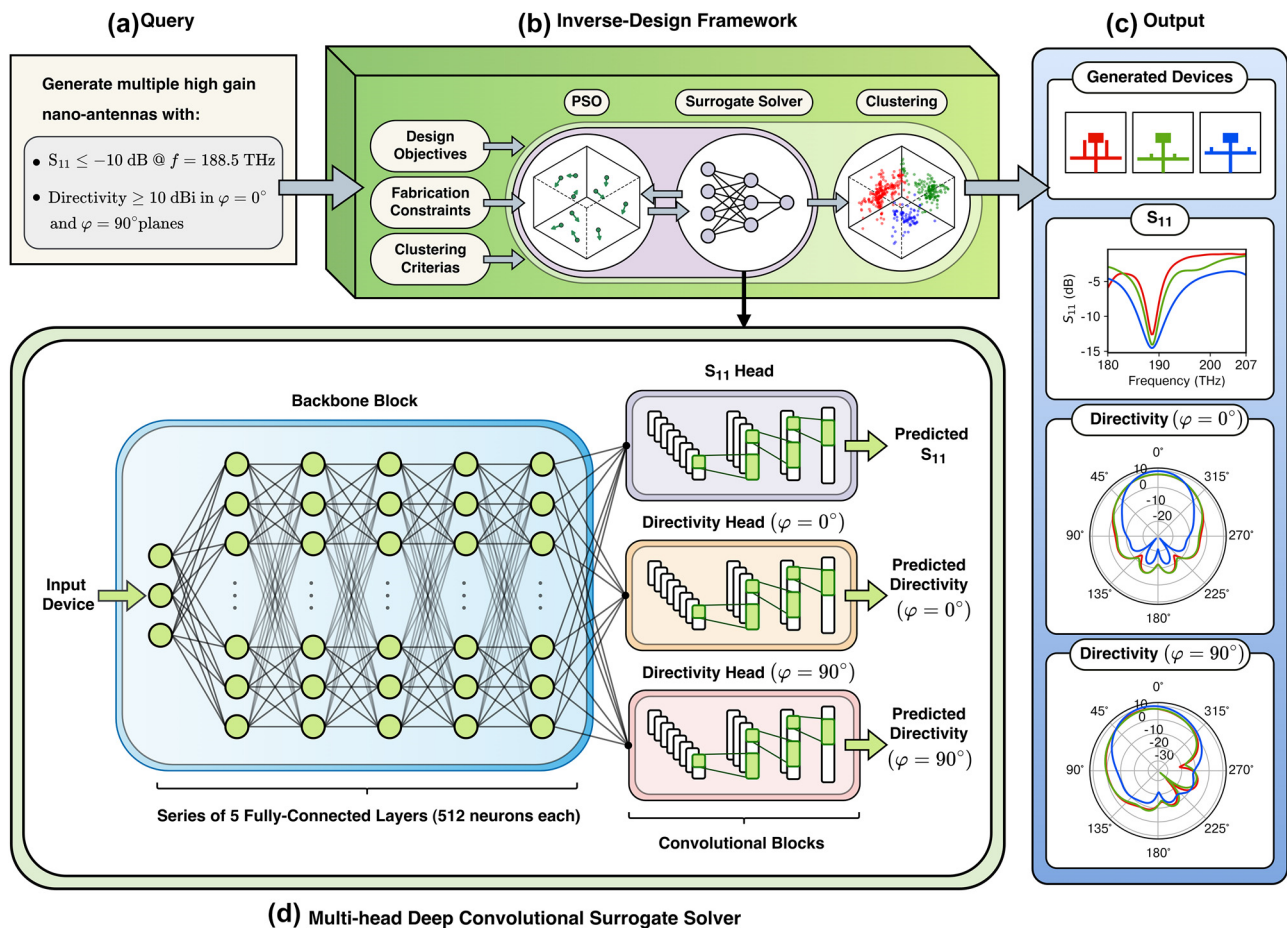 (a) Query
Generate multiple high gain
nano-antennas with:
• S₁₁ ≤ −10 dB @ f = 188.5 THz
• Directivity ≥ 10 dBi in φ = 0°
and φ = 90° planes
(b) Inverse-Design Framework
PSO
Surrogate Solver
Clustering
Design
Objectives
Fabrication
Constraints
Clustering
Criterias
(c) Output
Generated Devices
S₁₁
S₁₁ (dB)
-5
-10
-15
180
190
200
207
Frequency (THz)
Directivity (φ = 0°)
0°
45°
315°
10
0
-10
-20
90°
270°
135°
225°
180°
Directivity (φ = 90°)
0°
45°
315°
10
0
-10
-20
-30
90°
270°
135°
225°
180°
Backbone Block
Input
Device
Series of 5 Fully-Connected Layers (512 neurons each)
S₁₁ Head
Predicted
S₁₁
Directivity Head (φ = 0°)
Predicted
Directivity
(φ = 0°)
Directivity Head (φ = 90°)
Predicted
Directivity
(φ = 90°)
Convolutional Blocks
(d) Multi-head Deep Convolutional Surrogate Solver